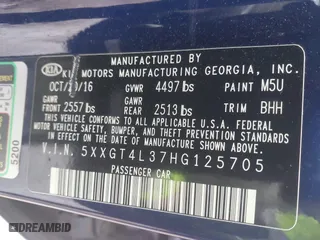 MANUFACTURED BY
KIA MOTORS MANUFACTURING GEORGIA, INC.
OCT/ /16 GVWR 4497 lbs PAINT M5U
GAWR GAWR
FRONT 2557 lbs REAR 2513 lbs TRIM BHH
THIS VEHICLE CONFORMS TO ALL APPLICABLE U.S.A. FEDERAL
MOTOR VEHICLE SAFETY, BUMPER, AND THEFT PREVENTION STANDARDS
IN EFFECT ON THE DATE OF MANUFACTURE SHOWN ABOVE.
V.I.N. 5XXGT4L37HG125705
PASSENGER CAR
5200
DREAMBID